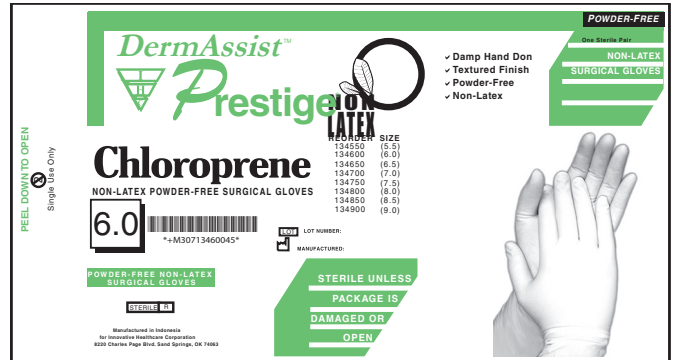 POWDER-FREE
One Sterile Pair
NON-LATEX
SURGICAL GLOVES
DermAssist™
Prestige
NON
LATEX
Damp Hand Don
Textured Finish
Powder-Free
Non-Latex
REORDER SIZE
134550 (5.5)
134600 (6.0)
134650 (6.5)
134700 (7.0)
134750 (7.5)
134800 (8.0)
134850 (8.5)
134900 (9.0)
PEEL DOWN TO OPEN
Single Use Only
Chloroprene
NON-LATEX POWDER-FREE SURGICAL GLOVES
6.0
*+M30713460045*
LOT LOT NUMBER:
MANUFACTURED:
POWDER-FREE NON-LATEX
SURGICAL GLOVES
STERILE R
Manufactured in Indonesia
for Innovative Healthcare Corporation
8220 Charles Page Blvd. Sand Springs, OK 74063
STERILE UNLESS
PACKAGE IS
DAMAGED OR
OPEN